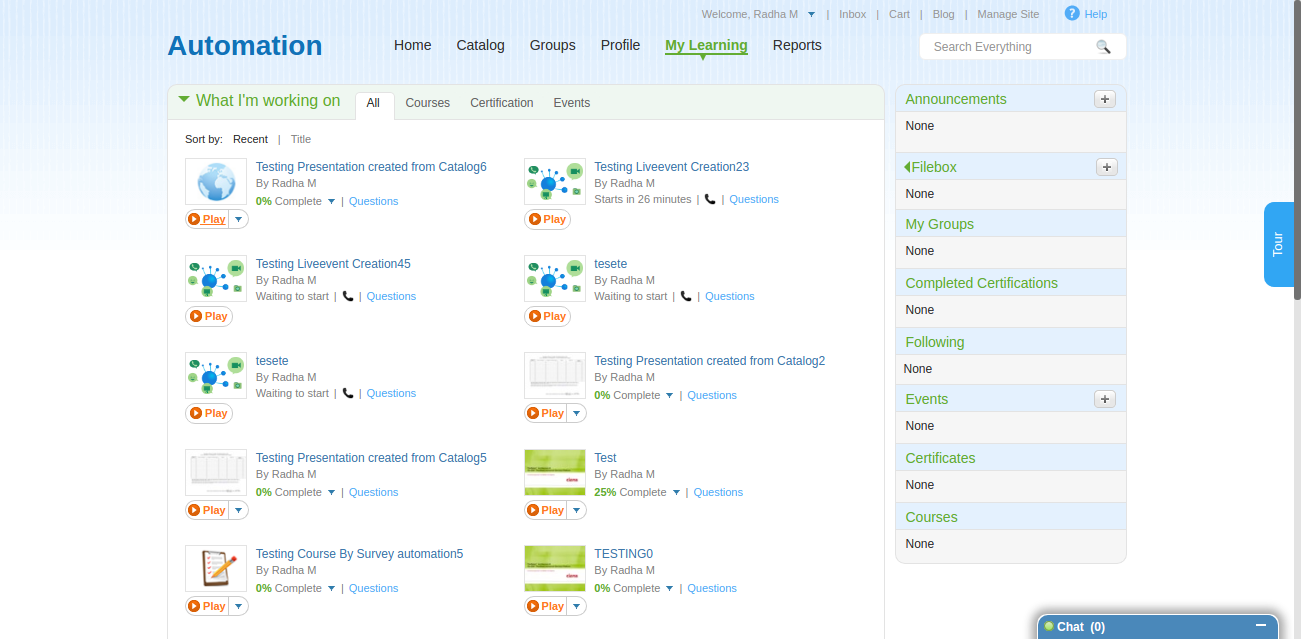 Welcome, Radha M | Inbox | Cart | Blog | Manage Site ? Help
Automation
Home Catalog Groups Profile My Learning Reports
Search Everything
What I'm working on All Courses Certification Events
Sort by: Recent | Title
Testing Presentation created from Catalog6
By Radha M
0% Complete | Questions
Play
Testing Liveevent Creation23
By Radha M
Starts in 26 minutes | | Questions
Play
Testing Liveevent Creation45
By Radha M
Waiting to start | | Questions
Play
tesete
By Radha M
Waiting to start | | Questions
Play
tesete
By Radha M
Waiting to start | | Questions
Play
Testing Presentation created from Catalog2
By Radha M
0% Complete | Questions
Play
Testing Presentation created from Catalog5
By Radha M
0% Complete | Questions
Play
Test
By Radha M
25% Complete | Questions
Play
Testing Course By Survey automation5
By Radha M
0% Complete | Questions
Play
TESTING0
By Radha M
0% Complete | Questions
Play
Announcements +
None
Filebox +
None
My Groups
None
Completed Certifications
None
Following
None
Events +
None
Certificates
None
Courses
None
Tour
Chat (0)